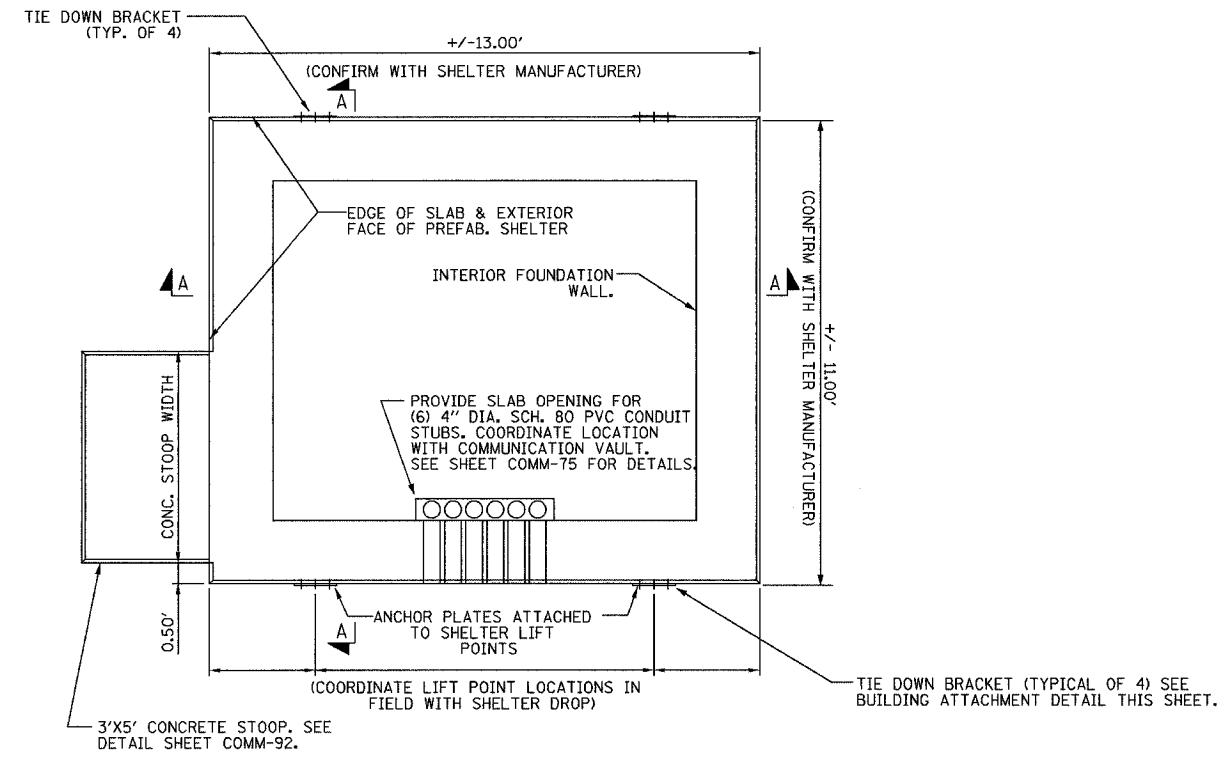 TIE DOWN BRACKET
(TYP. OF 4)
+/-13.00'
(CONFIRM WITH SHELTER MANUFACTURER)
A
EDGE OF SLAB & EXTERIOR
FACE OF PREFAB. SHELTER
INTERIOR FOUNDATION
WALL.
A
A
(CONFIRM WITH SHELTER MANUFACTURER)
+/- 11.00'
CONC. STOOP WIDTH
PROVIDE SLAB OPENING FOR
(6) 4" DIA. SCH. 80 PVC CONDUIT
STUBS. COORDINATE LOCATION
WITH COMMUNICATION VAULT.
SEE SHEET COMM-75 FOR DETAILS.
0.50'
ANCHOR PLATES ATTACHED
TO SHELTER LIFT
POINTS
A
(COORDINATE LIFT POINT LOCATIONS IN
FIELD WITH SHELTER DROP)
TIE DOWN BRACKET (TYPICAL OF 4) SEE
BUILDING ATTACHMENT DETAIL THIS SHEET.
3'X5' CONCRETE STOOP. SEE
DETAIL SHEET COMM-92.